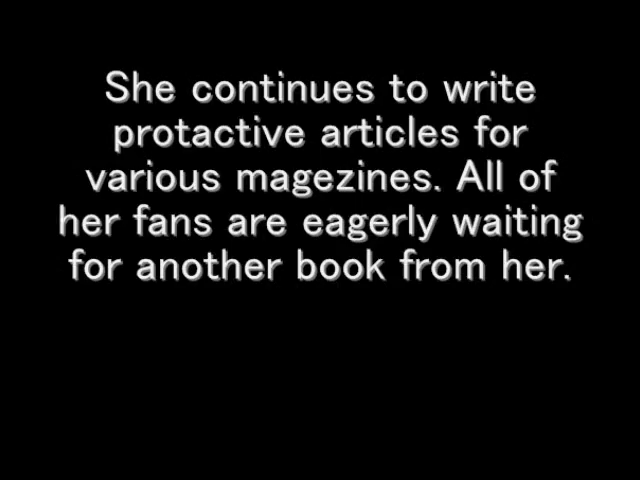 She continues to write
protactive articles for
various magezines. All of
her fans are eagerly waiting
for another book from her.